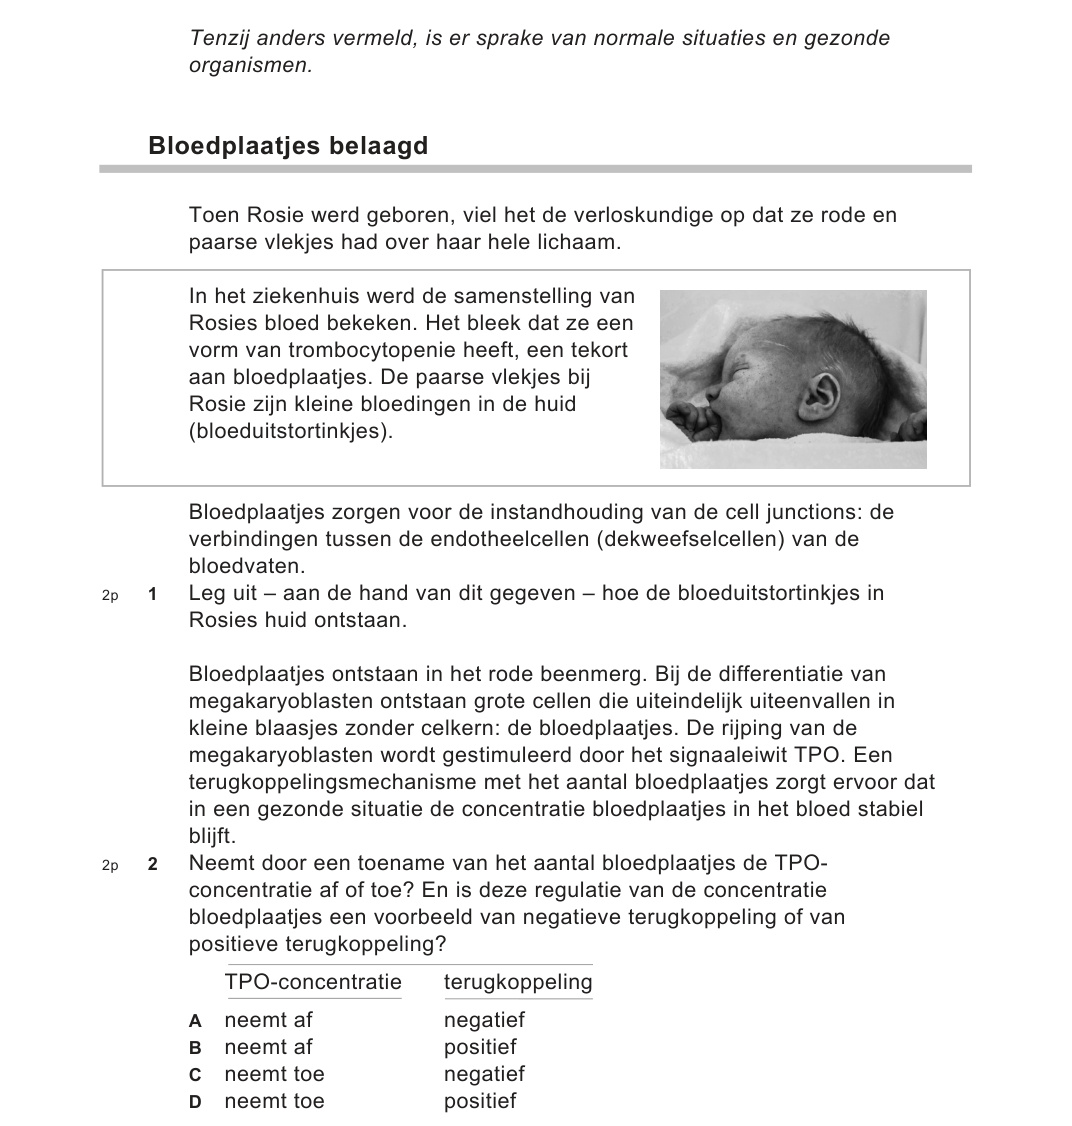 Tenzij anders vermeld, is er sprake van normale situaties en gezonde
organismen.
Bloedplaatjes belaagd
Toen Rosie werd geboren, viel het de verloskundige op dat ze rode en
paarse vlekjes had over haar hele lichaam.
In het ziekenhuis werd de samenstelling van
Rosies bloed bekeken. Het bleek dat ze een
vorm van trombocytopenie heeft, een tekort
aan bloedplaatjes. De paarse vlekjes bij
Rosie zijn kleine bloedingen in de huid
(bloeduitstortinkjes).
Bloedplaatjes zorgen voor de instandhouding van de cell junctions: de
verbindingen tussen de endotheelcellen (dekweefselcellen) van de
bloedvaten.
2p 1 Leg uit – aan de hand van dit gegeven – hoe de bloeduitstortinkjes in
Rosies huid ontstaan.
Bloedplaatjes ontstaan in het rode beenmerg. Bij de differentiatie van
megakaryoblasten ontstaan grote cellen die uiteindelijk uiteenvallen in
kleine blaasjes zonder celkern: de bloedplaatjes. De rijping van de
megakaryoblasten wordt gestimuleerd door het signaaleiwit TPO. Een
terugkoppelingsmechanisme met het aantal bloedplaatjes zorgt ervoor dat
in een gezonde situatie de concentratie bloedplaatjes in het bloed stabiel
blijft.
2p 2 Neemt door een toename van het aantal bloedplaatjes de TPO-
concentratie af of toe? En is deze regulatie van de concentratie
bloedplaatjes een voorbeeld van negatieve terugkoppeling of van
positieve terugkoppeling?
TPO-concentratie terugkoppeling
A neemt af negatief
B neemt af positief
C neemt toe negatief
D neemt toe positief